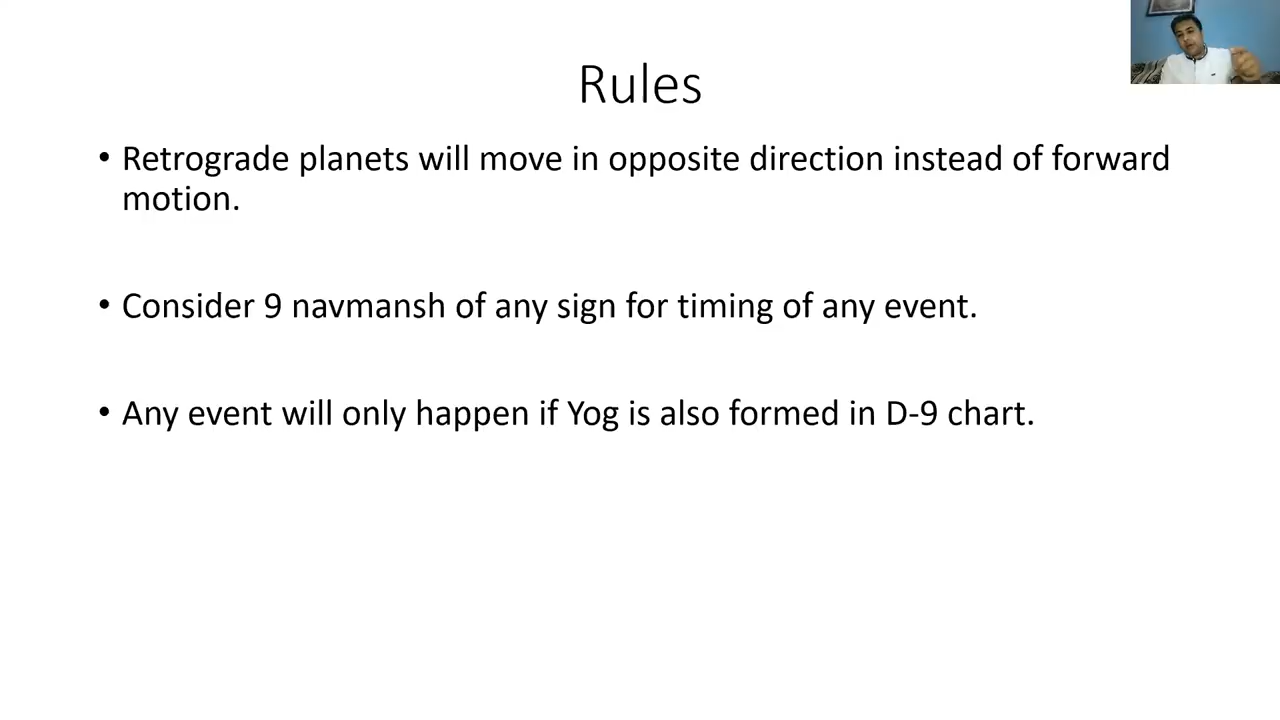 Rules
• Retrograde planets will move in opposite direction instead of forward
motion.
• Consider 9 navmansh of any sign for timing of any event.
• Any event will only happen if Yog is also formed in D-9 chart.